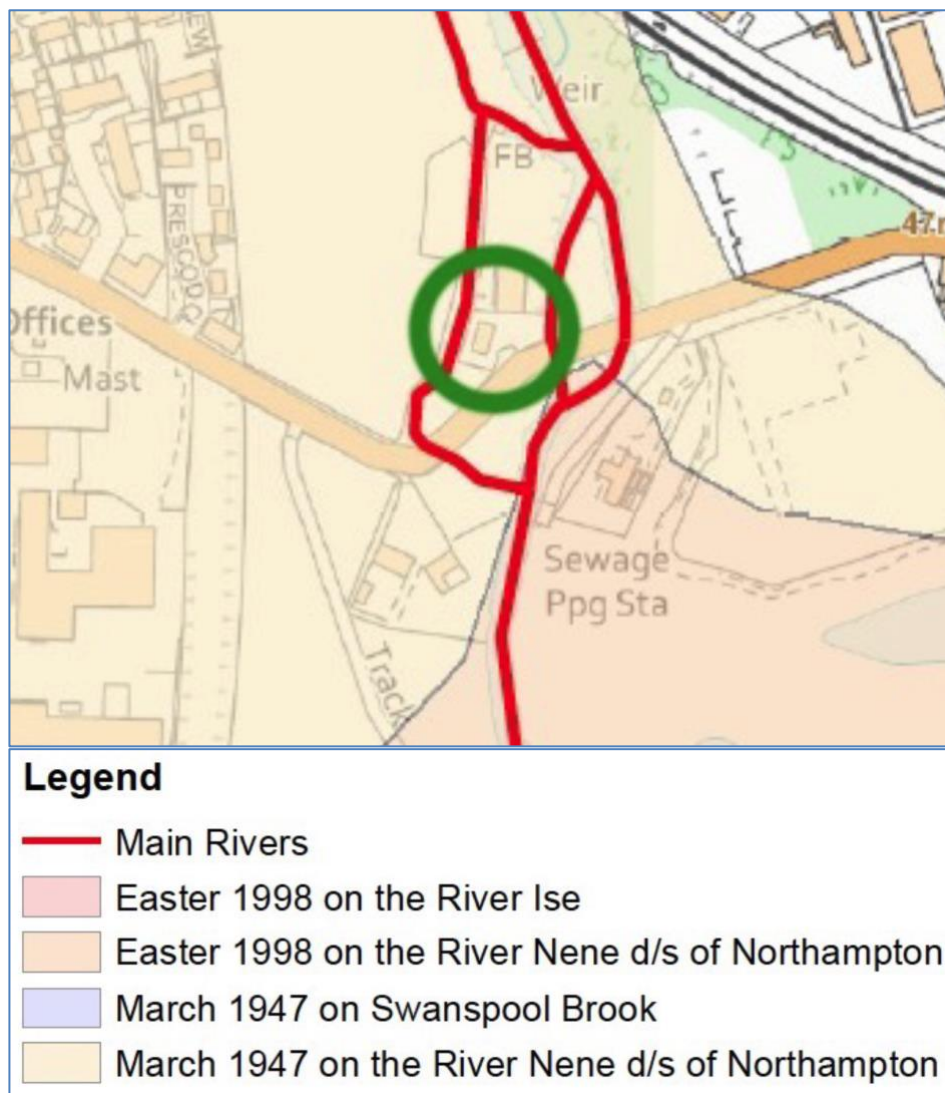 Weir
FB
PRESCOD
47
Offices
Mast
Sewage
Ppg Sta
Track
Legend
Main Rivers
Easter 1998 on the River Ise
Easter 1998 on the River Nene d/s of Northampton
March 1947 on Swanspool Brook
March 1947 on the River Nene d/s of Northampton